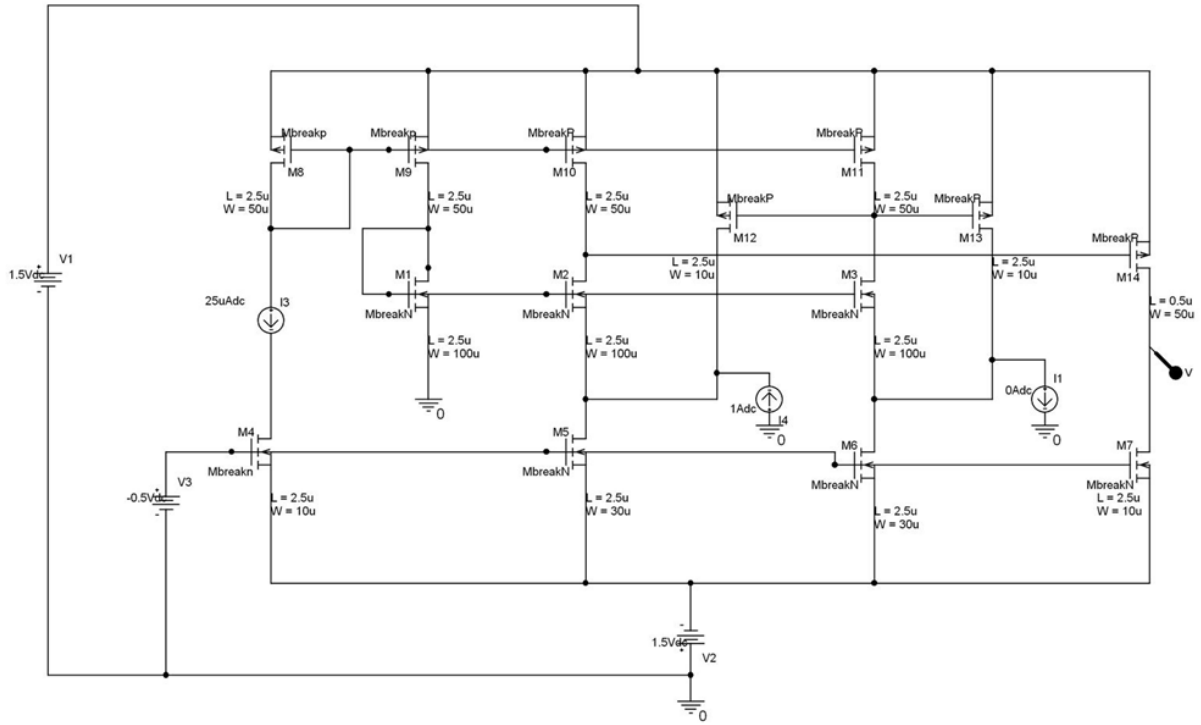 Mbreakp
M8
L = 2.5u
W = 50u
Mbreakp
M9
L = 2.5u
W = 50u
MbreakP
M10
L = 2.5u
W = 50u
MbreakP
M11
L = 2.5u
W = 50u
MbreakP
M12
L = 2.5u
W = 10u
MbreakP
M13
L = 2.5u
W = 10u
MbreakP
M14
L = 0.5u
W = 50u
V1
1.5Vdc
+
-
25uAdc
I3
M1
MbreakN
L = 2.5u
W = 100u
0
M2
MbreakN
L = 2.5u
W = 100u
M3
MbreakN
L = 2.5u
W = 100u
1Adc
I4
0
0Adc
I1
0
V
M4
Mbreakn
L = 2.5u
W = 10u
M5
MbreakN
L = 2.5u
W = 30u
M6
MbreakN
L = 2.5u
W = 30u
M7
MbreakN
L = 2.5u
W = 10u
V3
-0.5Vdc
+
-
-
1.5Vdc
+
V2
0